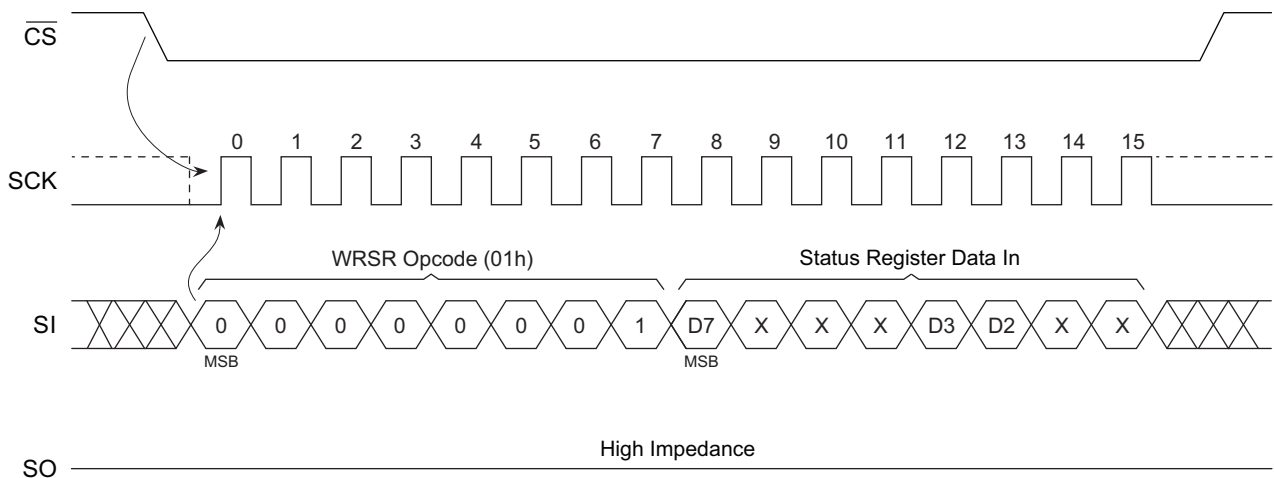 CS
0 1 2 3 4 5 6 7 8 9 10 11 12 13 14 15
SCK
WRSR Opcode (01h) Status Register Data In
SI 0 0 0 0 0 0 0 1 D7 X X X D3 D2 X X
MSB MSB
High Impedance
SO